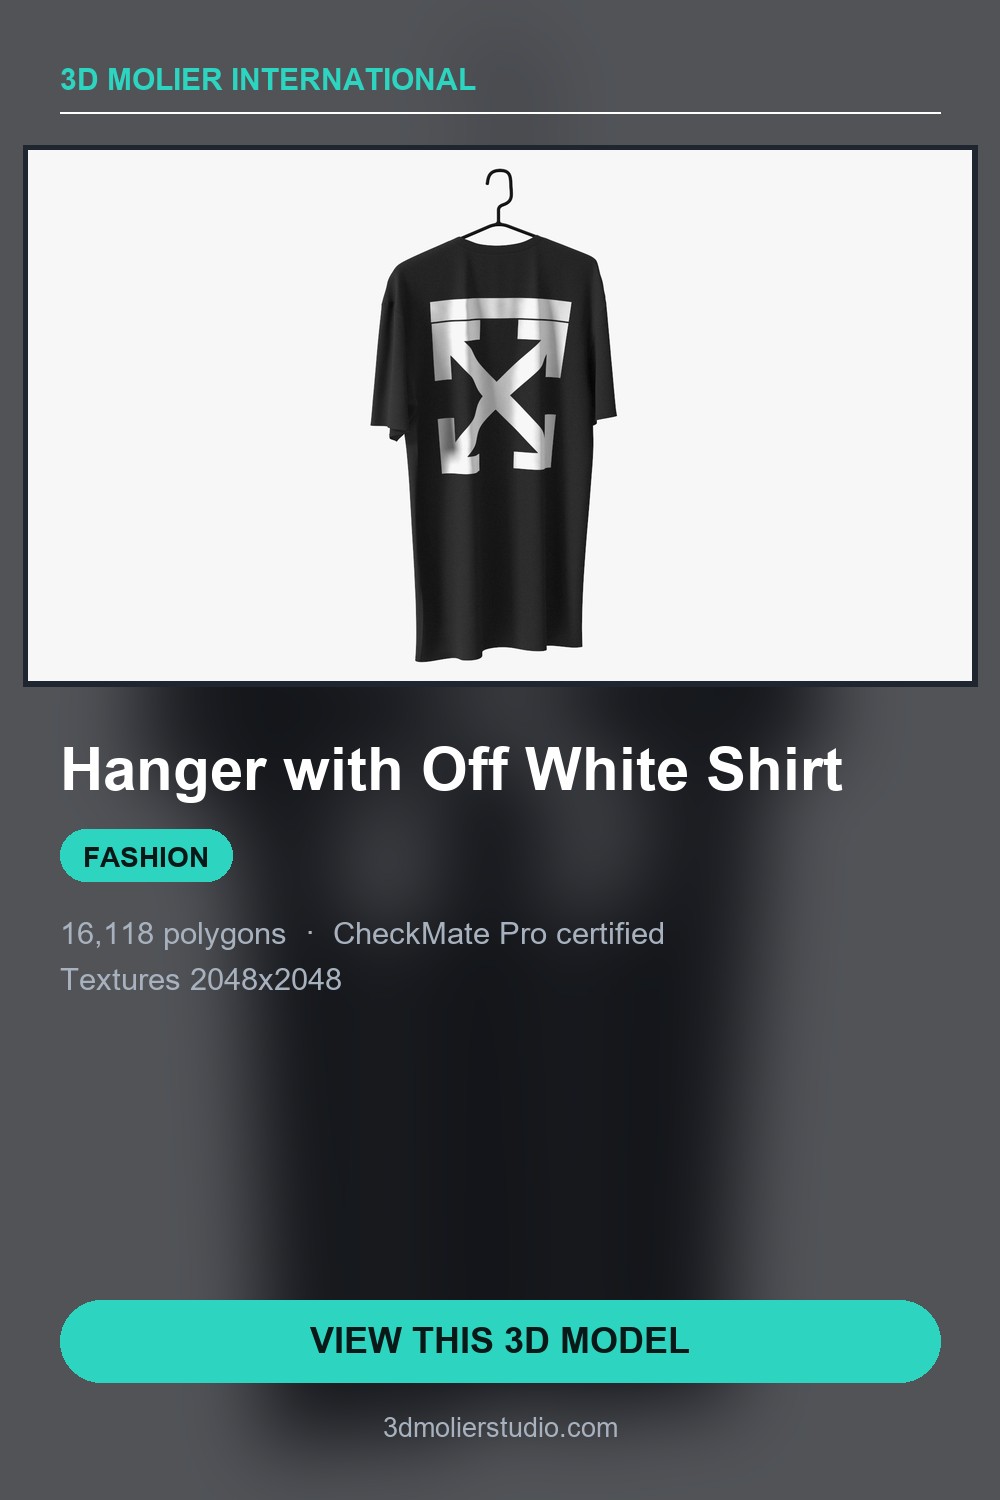 3D MOLIER INTERNATIONAL
Hanger with Off White Shirt
FASHION
16,118 polygons · CheckMate Pro certified
Textures 2048x2048
VIEW THIS 3D MODEL
3dmolierstudio.com